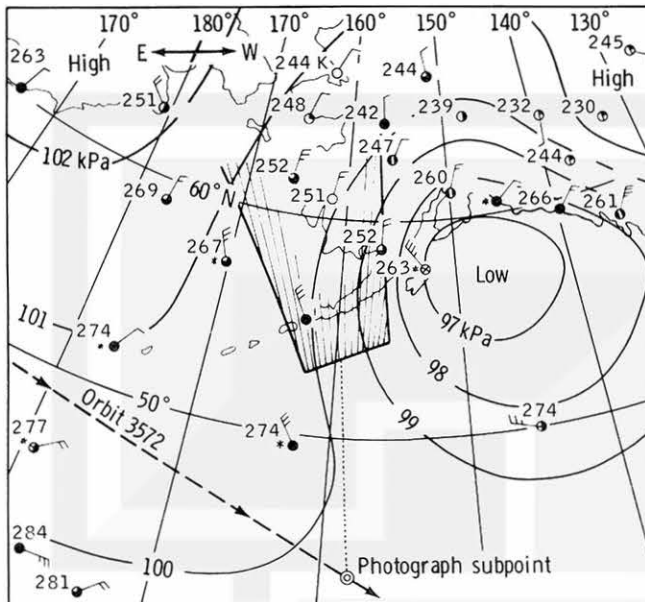 170° 180° 170° 160° 150° 140° 130°
E W
263 High 244 K 244 245 High
251 248 242 239 232 230
102 kPa 252 247 244
269 60° N 251 260 266 261
267 * 252 263 * Low
97 kPa
101
274 * 98
50° 99
Orbit 3572
277 * 274 * 274
284 100 Photograph subpoint
281